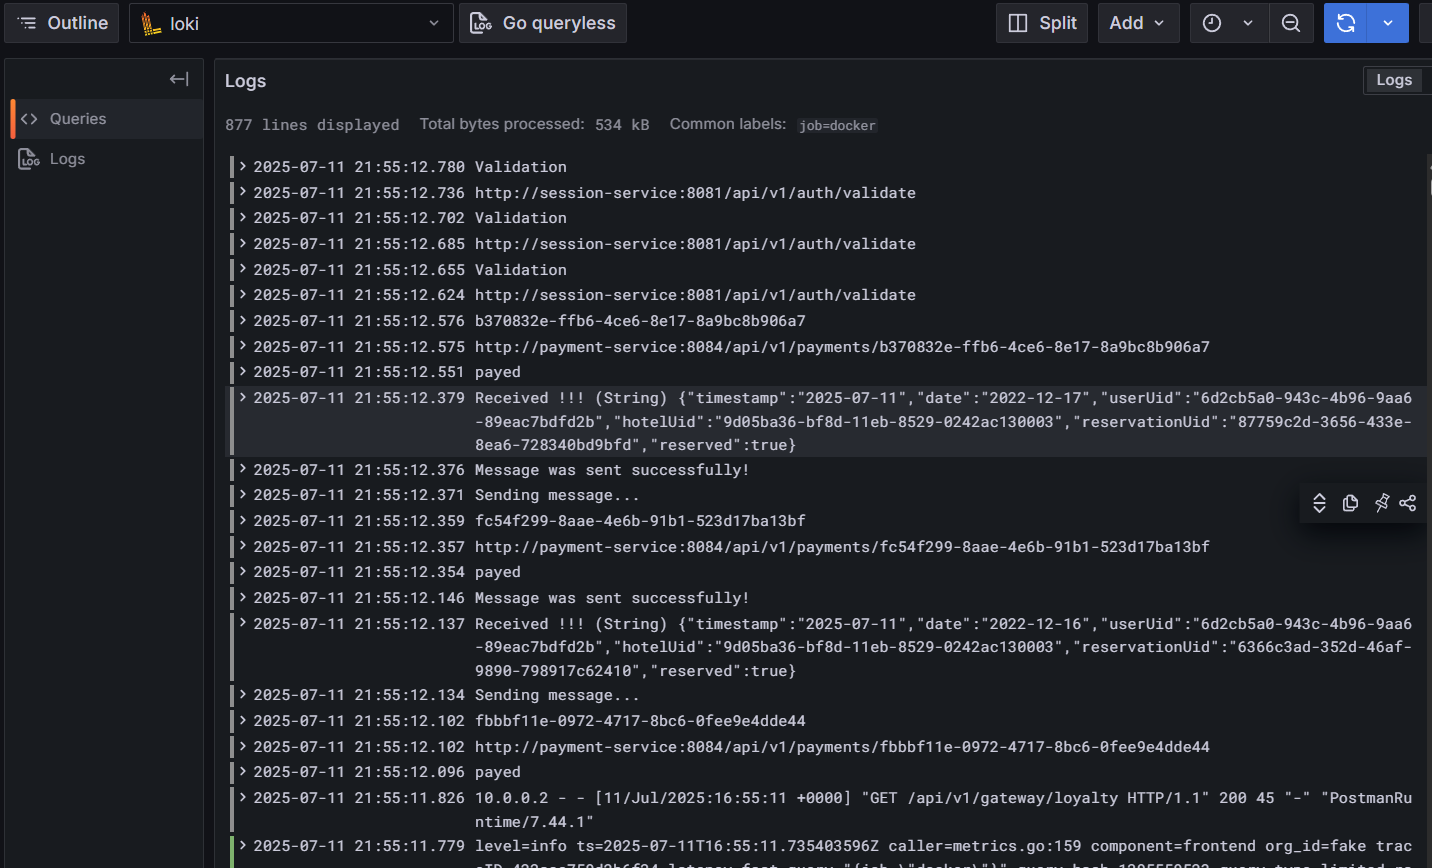 Outline
loki
Go queryless
Split
Add
Queries
Logs
Logs
Logs
877 lines displayed Total bytes processed: 534 kB Common labels: job=docker
2025-07-11 21:55:12.780 Validation
2025-07-11 21:55:12.736 http://session-service:8081/api/v1/auth/validate
2025-07-11 21:55:12.702 Validation
2025-07-11 21:55:12.685 http://session-service:8081/api/v1/auth/validate
2025-07-11 21:55:12.655 Validation
2025-07-11 21:55:12.624 http://session-service:8081/api/v1/auth/validate
2025-07-11 21:55:12.576 b370832e-ffb6-4ce6-8e17-8a9bc8b906a7
2025-07-11 21:55:12.575 http://payment-service:8084/api/v1/payments/b370832e-ffb6-4ce6-8e17-8a9bc8b906a7
2025-07-11 21:55:12.551 payed
2025-07-11 21:55:12.379 Received !!! (String) {"timestamp":"2025-07-11","date":"2022-12-17","userUid":"6d2cb5a0-943c-4b96-9aa6
-89eac7bdfd2b","hotelUid":"9d05ba36-bf8d-11eb-8529-0242ac130003","reservationUid":"87759c2d-3656-433e-
8ea6-728340bd9bfd","reserved":true}
2025-07-11 21:55:12.376 Message was sent successfully!
2025-07-11 21:55:12.371 Sending message...
2025-07-11 21:55:12.359 fc54f299-8aae-4e6b-91b1-523d17ba13bf
2025-07-11 21:55:12.357 http://payment-service:8084/api/v1/payments/fc54f299-8aae-4e6b-91b1-523d17ba13bf
2025-07-11 21:55:12.354 payed
2025-07-11 21:55:12.146 Message was sent successfully!
2025-07-11 21:55:12.137 Received !!! (String) {"timestamp":"2025-07-11","date":"2022-12-16","userUid":"6d2cb5a0-943c-4b96-9aa6
-89eac7bdfd2b","hotelUid":"9d05ba36-bf8d-11eb-8529-0242ac130003","reservationUid":"6366c3ad-352d-46af-
9890-798917c62410","reserved":true}
2025-07-11 21:55:12.134 Sending message...
2025-07-11 21:55:12.102 fbbbf11e-0972-4717-8bc6-0fee9e4dde44
2025-07-11 21:55:12.102 http://payment-service:8084/api/v1/payments/fbbbf11e-0972-4717-8bc6-0fee9e4dde44
2025-07-11 21:55:12.096 payed
2025-07-11 21:55:11.826 10.0.0.2 - - [11/Jul/2025:16:55:11 +0000] "GET /api/v1/gateway/loyalty HTTP/1.1" 200 45 "-" "PostmanRu
ntime/7.44.1"
2025-07-11 21:55:11.779 level=info ts=2025-07-11T16:55:11.735403596Z caller=metrics.go:159 component=frontend org_id=fake trac